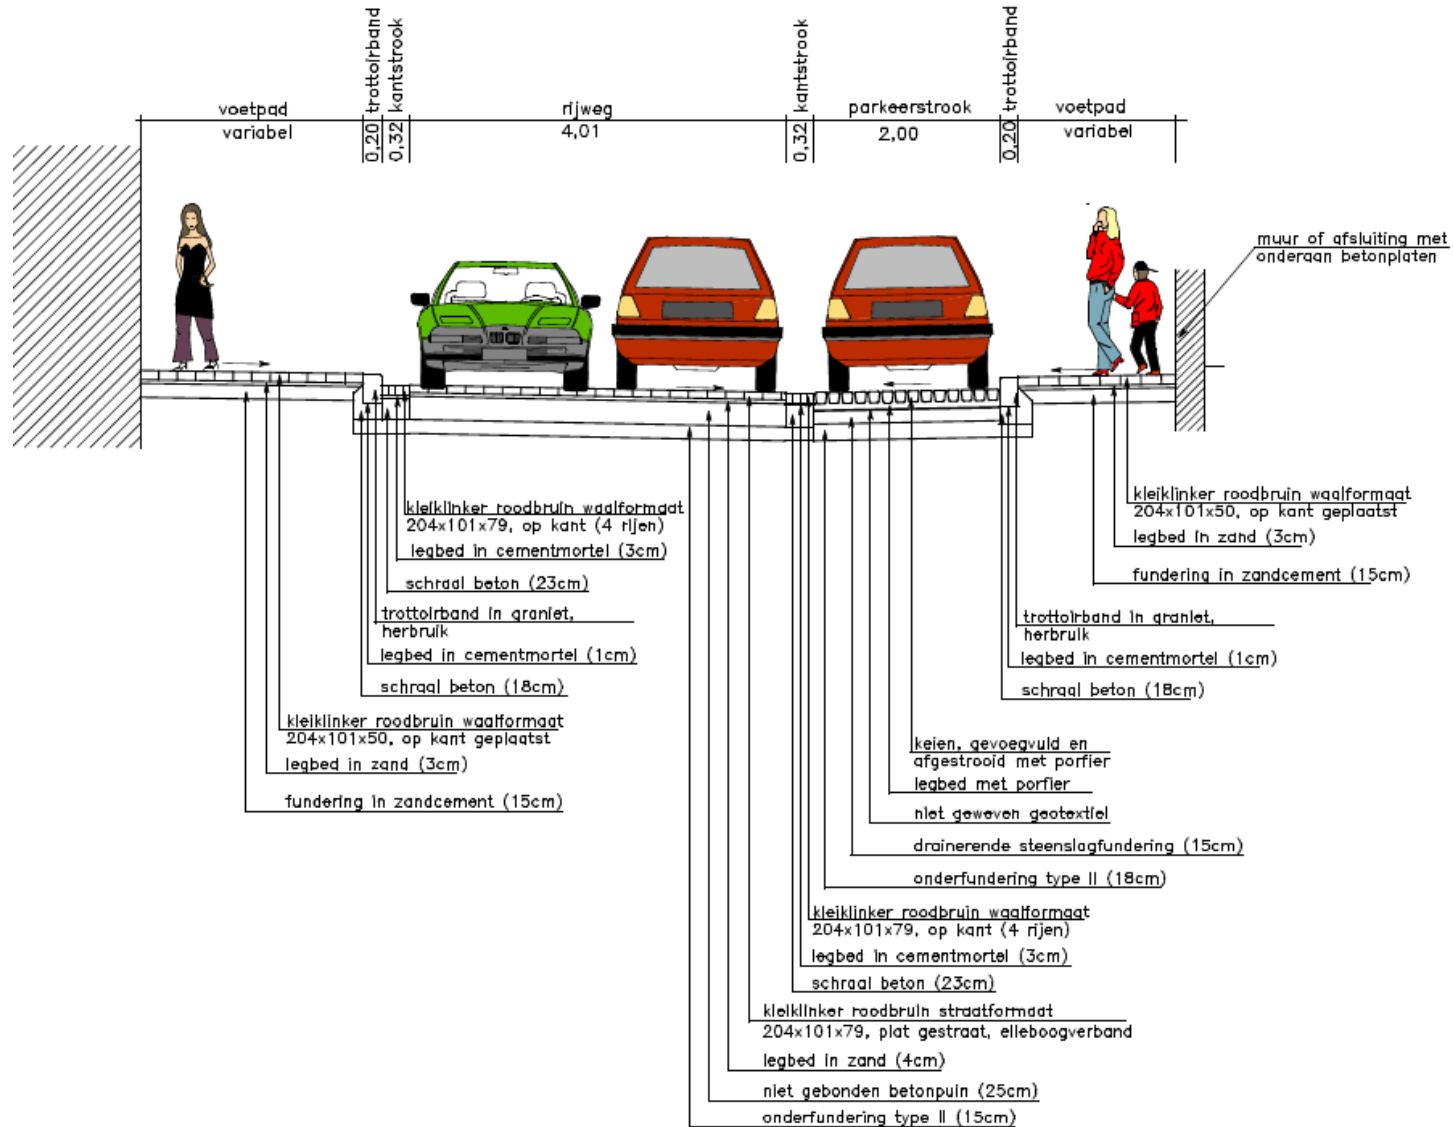 trottoirband
kantstrook
kantstrook
trottoirband
voetpad
rijweg
parkeerstrook
voetpad
variabel
0,20
0,32
4,01
0,32
2,00
0,20
variabel
muur of afsluiting met
onderaan betonplaten
kleiklinker roodbruin waalformaat
204x101x79, op kant (4 rijen)
legbed in cementmortel (3cm)
schraal beton (23cm)
trottoirband in graniet,
herbruik
legbed in cementmortel (1cm)
schraal beton (18cm)
kleiklinker roodbruin waalformaat
204x101x50, op kant geplaatst
legbed in zand (3cm)
fundering in zandcement (15cm)
kleiklinker roodbruin waalformaat
204x101x50, op kant geplaatst
legbed in zand (3cm)
fundering in zandcement (15cm)
trottoirband in graniet,
herbruik
legbed in cementmortel (1cm)
schraal beton (18cm)
keien, gevoegvuld en
afgestrooid met porfier
legbed met porfier
niet geweven geotextiel
drainerende steenslagfundering (15cm)
onderfundering type II (18cm)
kleiklinker roodbruin waalformaat
204x101x79, op kant (4 rijen)
legbed in cementmortel (3cm)
schraal beton (23cm)
kleiklinker roodbruin straatformaat
204x101x79, plat gestraat, elleboogverband
legbed in zand (4cm)
niet gebonden betonpuin (25cm)
onderfundering type II (15cm)